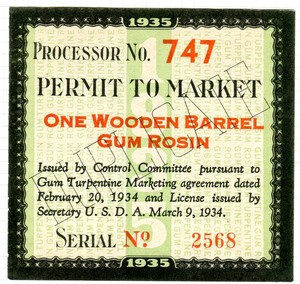 1935
PROCESSOR NO. 747
PERMIT TO MARKET
ONE WOODEN BARREL
GUM ROSIN
DUPLICATE
Issued by Control Committee pursuant to
Gum Turpentine Marketing agreement dated
February 20, 1934 and License issued by
Secretary U. S. D. A. March 9, 1934.
SERIAL No 2568
1935